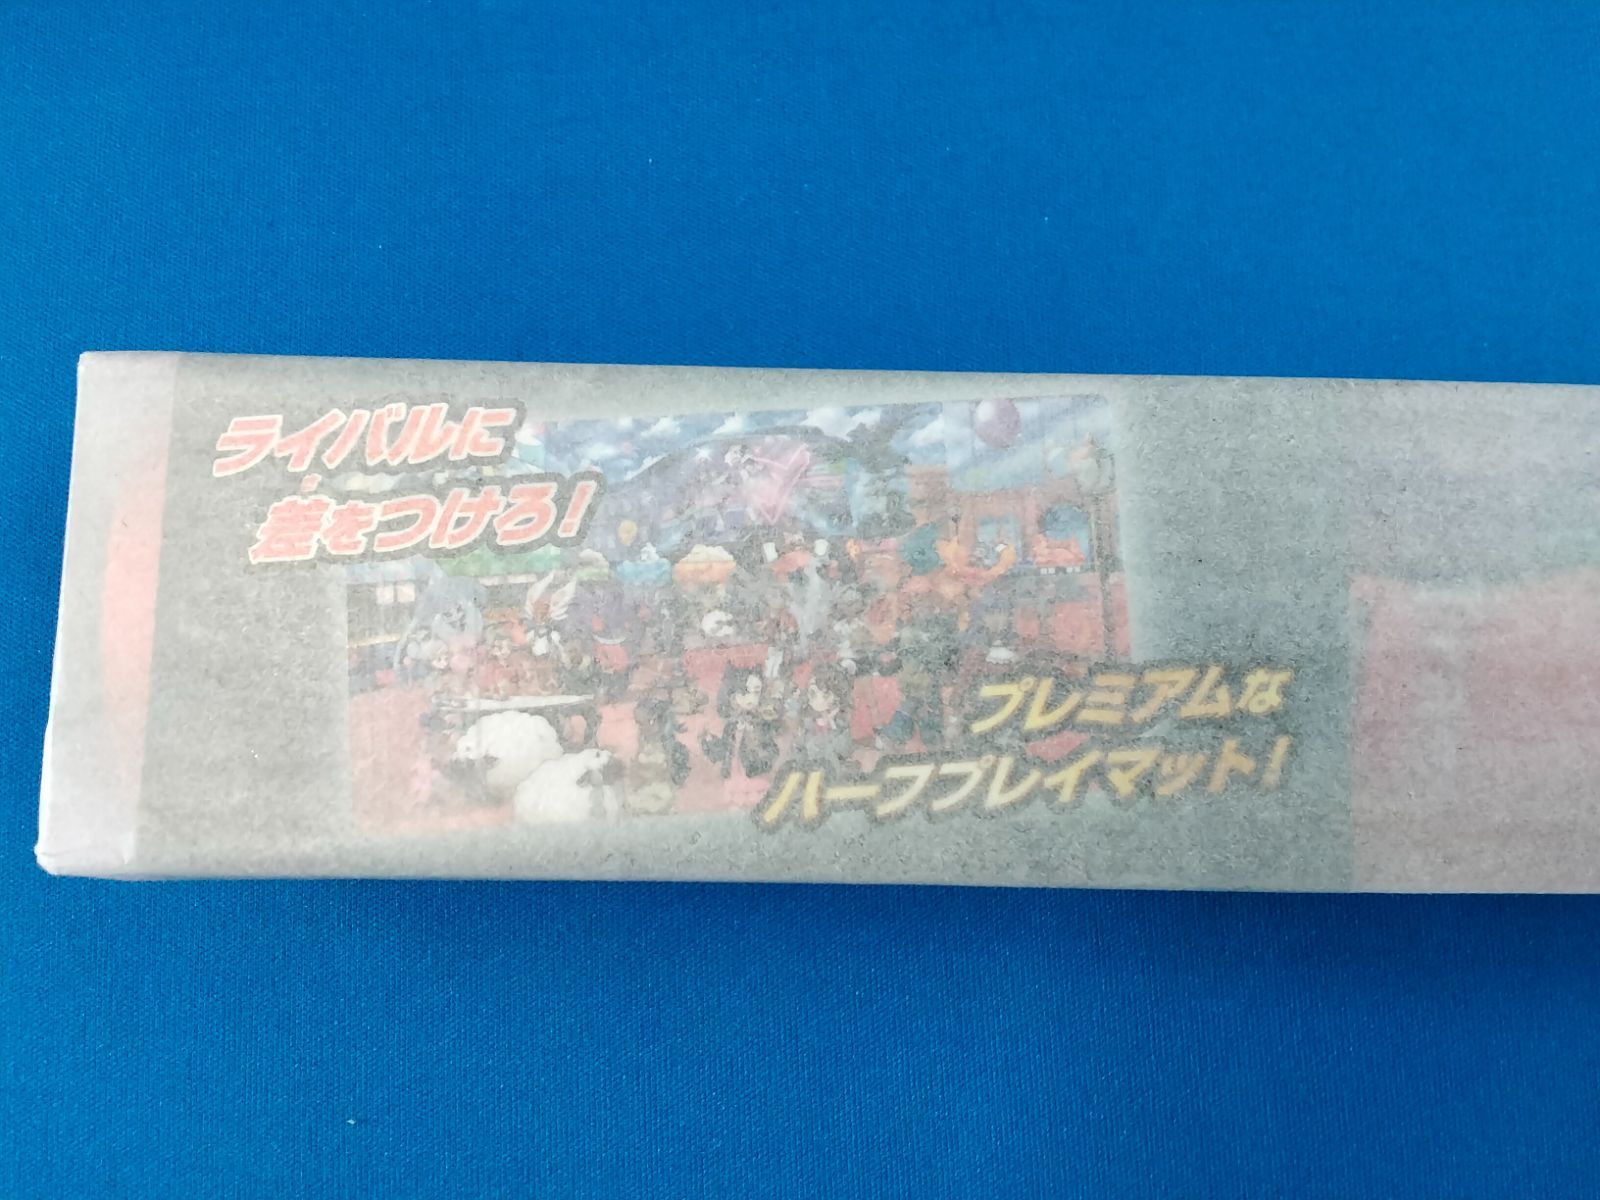 ライバルに
差をつけろ!
プレミアムな
ハーフプレイマット!